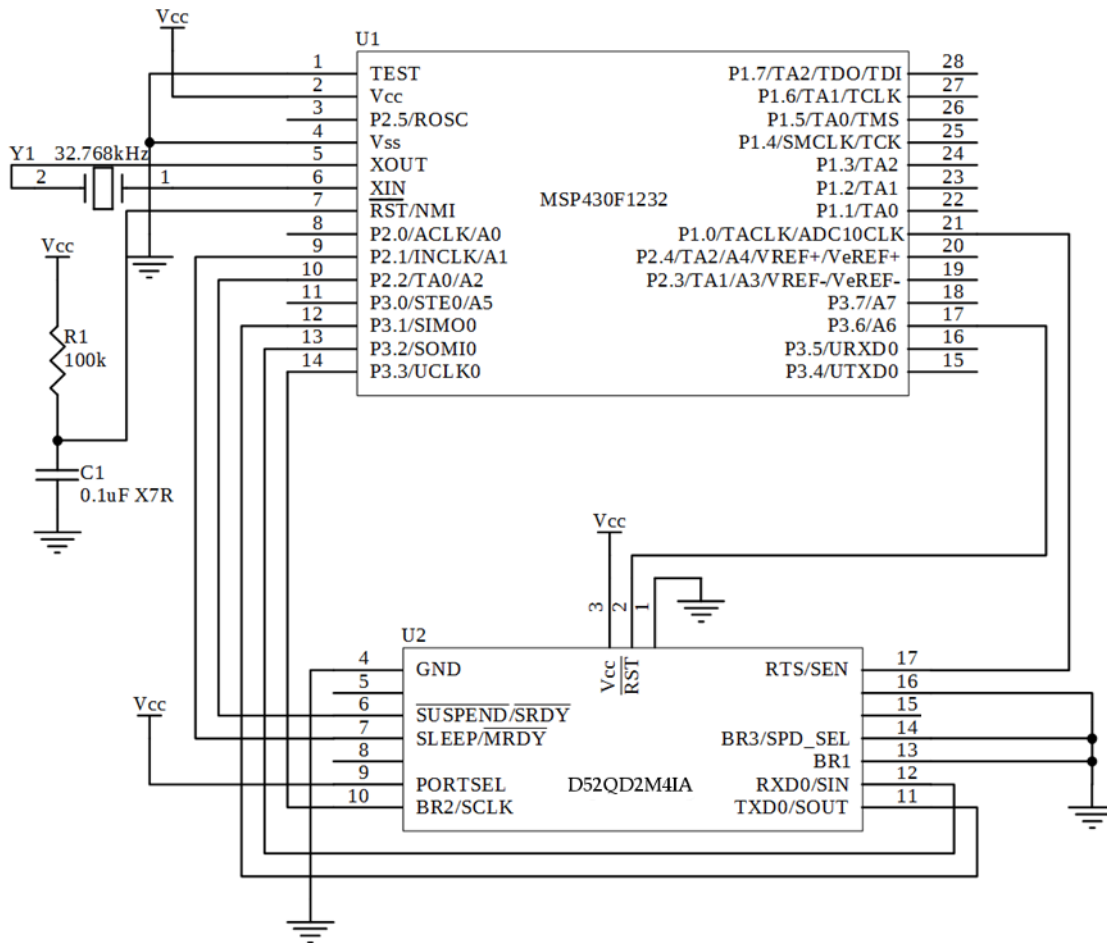 Vcc
U1
1 TEST P1.7/TA2/TDO/TDI 28
2 Vcc P1.6/TA1/TCLK 27
3 P2.5/ROSC P1.5/TA0/TMS 26
4 Vss P1.4/SMCLK/TCK 25
Y1 32.768kHz 5 XOUT P1.3/TA2 24
2 1 6 XIN P1.2/TA1 23
MSP430F1232
7 RST/NMI P1.1/TA0 22
8 P2.0/ACLK/A0 P1.0/TACLK/ADC10CLK 21
Vcc
9 P2.1/INCLK/A1 P2.4/TA2/A4/VREF+/VeREF+ 20
10 P2.2/TA0/A2 P2.3/TA1/A3/VREF-/VeREF- 19
11 P3.0/STE0/A5 P3.7/A7 18
12 P3.1/SIMO0 P3.6/A6 17
R1
13 P3.2/SOMI0 P3.5/URXD0 16
100k
14 P3.3/UCLK0 P3.4/UTXD0 15
C1
0.1uF X7R
Vcc
3 2 1
U2
4 GND Vcc RST RTS/SEN 17
5 16
Vcc
6 SUSPEND/SRDY 15
7 SLEEP/MRDY BR3/SPD_SEL 14
8 BR1 13
9 PORTSEL D52QD2M4IA RXD0/SIN 12
10 BR2/SCLK TXD0/SOUT 11